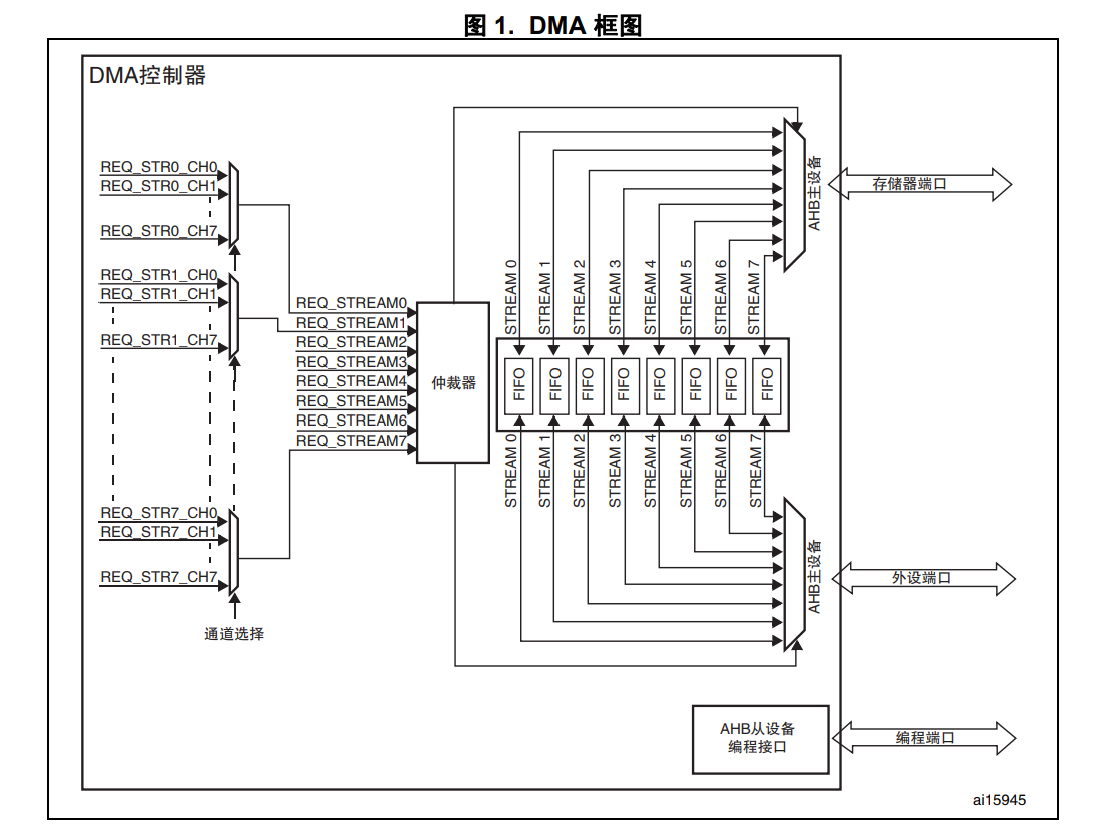 图 1. DMA 框图
DMA控制器
REQ_STR0_CH0
REQ_STR0_CH1
REQ_STR0_CH7
REQ_STR1_CH0
REQ_STR1_CH1
REQ_STR1_CH7
REQ_STR7_CH0
REQ_STR7_CH1
REQ_STR7_CH7
通道选择
REQ_STREAM0
REQ_STREAM1
REQ_STREAM2
REQ_STREAM3
REQ_STREAM4
REQ_STREAM5
REQ_STREAM6
REQ_STREAM7
仲裁器
STREAM 0
STREAM 1
STREAM 2
STREAM 3
STREAM 4
STREAM 5
STREAM 6
STREAM 7
FIFO
FIFO
FIFO
FIFO
FIFO
FIFO
FIFO
FIFO
STREAM 0
STREAM 1
STREAM 2
STREAM 3
STREAM 4
STREAM 5
STREAM 6
STREAM 7
AHB主设备
存储器端口
AHB主设备
外设端口
AHB从设备
编程接口
编程端口
ai15945